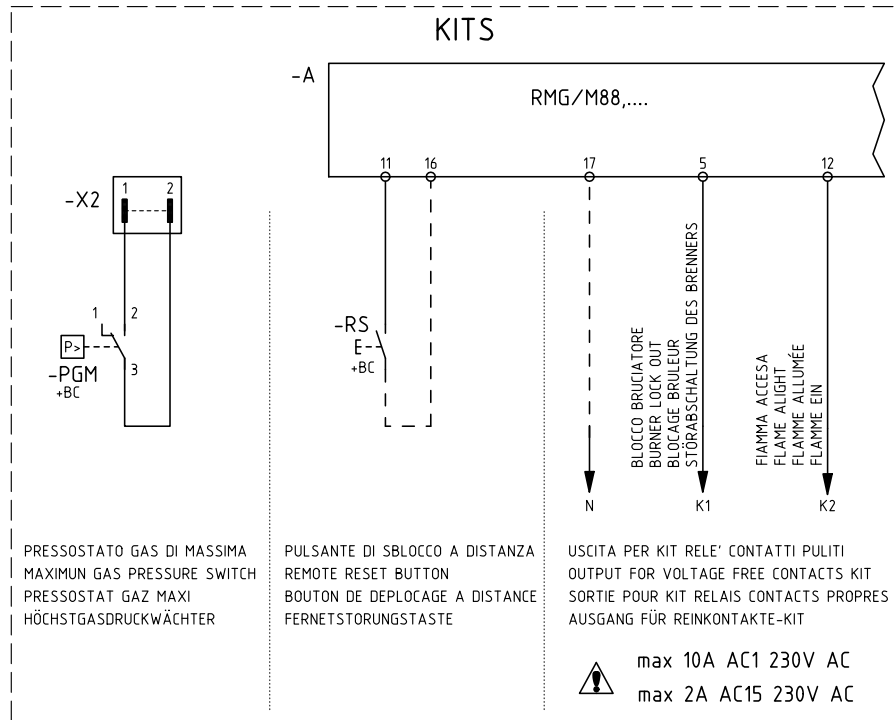 KITS
-A
RMG/M88,....
11 16 17 5 12
-X2
1 2
1 2
P>
3
-PGM
+BC
-RS
E
+BC
BLOCCO BRUCIATORE
BURNER LOCK OUT
BLOCAGE BRULEUR
STÖRABSCHALTUNG DES BRENNERS
FIAMMA ACCESA
FLAME ALIGHT
FLAMME ALLUMÉE
FLAMME EIN
N K1 K2
PRESSOSTATO GAS DI MASSIMA
MAXIMUN GAS PRESSURE SWITCH
PRESSOSTAT GAZ MAXI
HÖCHSTGASDRUCKWÄCHTER
PULSANTE DI SBLOCCO A DISTANZA
REMOTE RESET BUTTON
BOUTON DE DEPLOCAGE A DISTANCE
FERNETSTORUNGSTASTE
USCITA PER KIT RELE' CONTATTI PULITI
OUTPUT FOR VOLTAGE FREE CONTACTS KIT
SORTIE POUR KIT RELAIS CONTACTS PROPRES
AUSGANG FÜR REINKONTAKTE-KIT
max 10A AC1 230V AC
max 2A AC15 230V AC